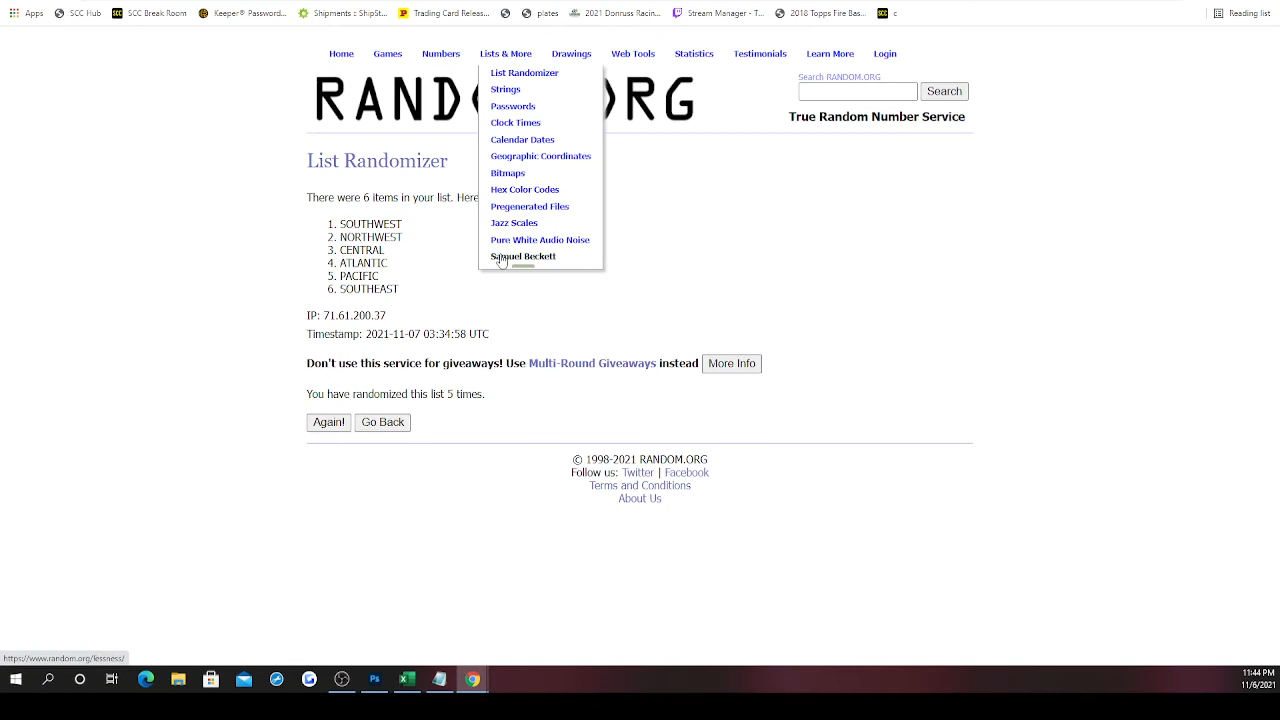 Apps SCC Hub SCC Break Room Keeper® Password... Shipments :: ShipSt... Trading Card Releas... plates 2021 Donruss Racin... Stream Manager - T... 2018 Topps Fire Bas... SCC c Reading list
Home Games Numbers Lists & More Drawings Web Tools Statistics Testimonials Learn More Login
List Randomizer
Strings
Passwords
Clock Times
Calendar Dates
Geographic Coordinates
Bitmaps
Hex Color Codes
Pregenerated Files
Jazz Scales
Pure White Audio Noise
Samuel Beckett
RAND RG
Search RANDOM.ORG
Search
True Random Number Service
List Randomizer
There were 6 items in your list. Here
1. SOUTHWEST
2. NORTHWEST
3. CENTRAL
4. ATLANTIC
5. PACIFIC
6. SOUTHEAST
IP: 71.61.200.37
Timestamp: 2021-11-07 03:34:58 UTC
Don't use this service for giveaways! Use Multi-Round Giveaways instead More Info
You have randomized this list 5 times.
Again! Go Back
© 1998-2021 RANDOM.ORG
Follow us: Twitter | Facebook
Terms and Conditions
About Us
https://www.random.org/lessness/
11:44 PM
11/6/2021